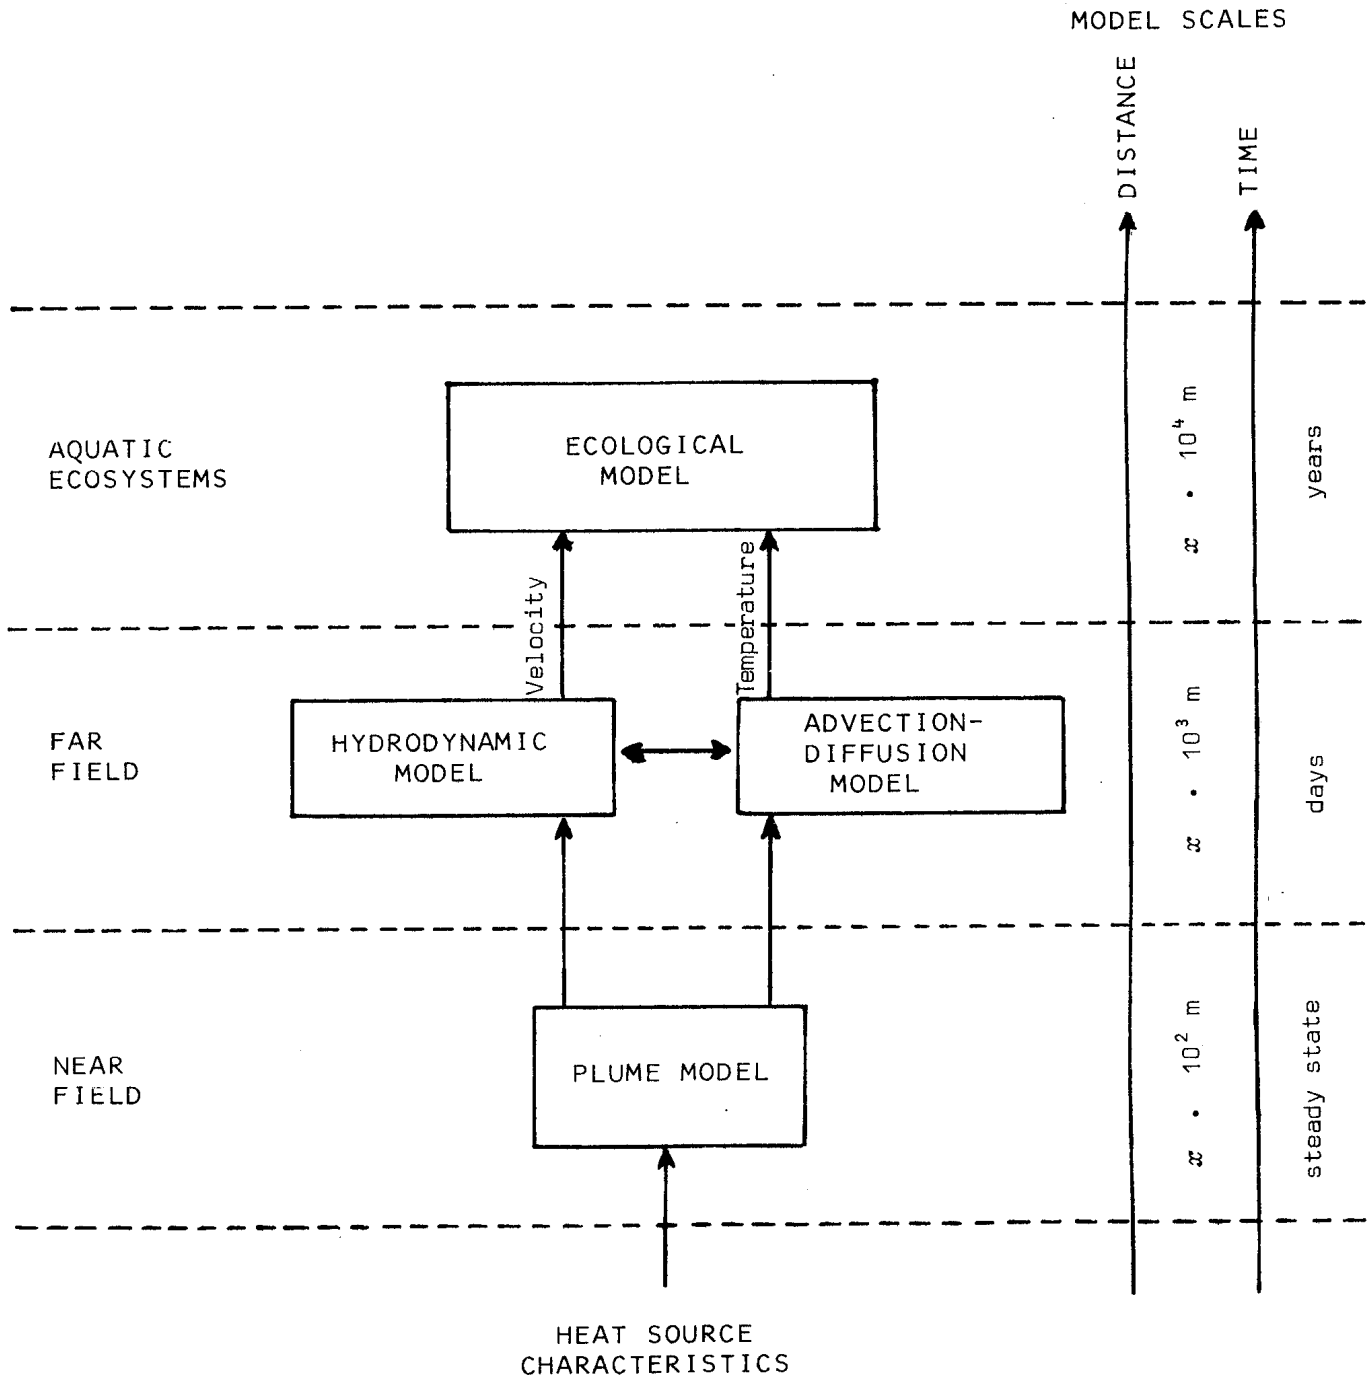 MODEL SCALES
DISTANCE
TIME
AQUATIC
ECOSYSTEMS
ECOLOGICAL
MODEL
x · 10⁴ m
years
Velocity
Temperature
FAR
FIELD
HYDRODYNAMIC
MODEL
ADVECTION-
DIFFUSION
MODEL
x · 10³ m
days
NEAR
FIELD
PLUME MODEL
x · 10² m
steady state
HEAT SOURCE
CHARACTERISTICS